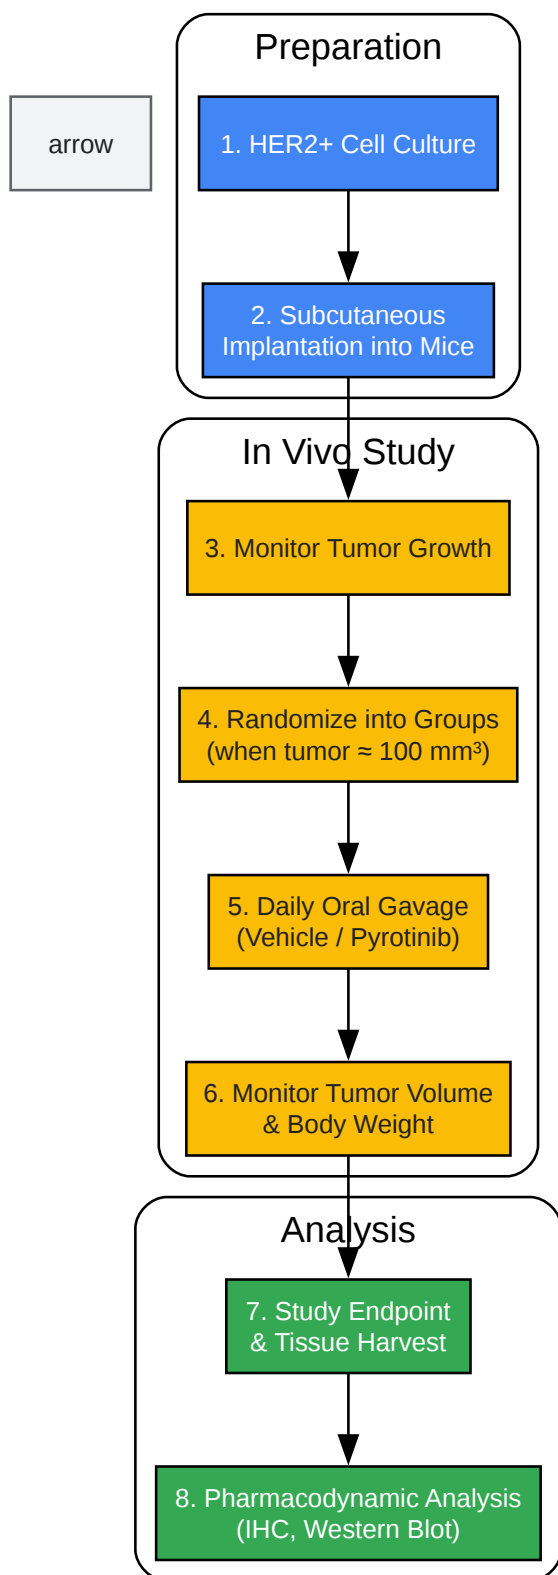 Preparation
arrow
1. HER2+ Cell Culture
2. Subcutaneous
Implantation into Mice
In Vivo Study
3. Monitor Tumor Growth
4. Randomize into Groups
(when tumor ≈ 100 mm³)
5. Daily Oral Gavage
(Vehicle / Pyrotinib)
6. Monitor Tumor Volume
& Body Weight
Analysis
7. Study Endpoint
& Tissue Harvest
8. Pharmacodynamic Analysis
(IHC, Western Blot)